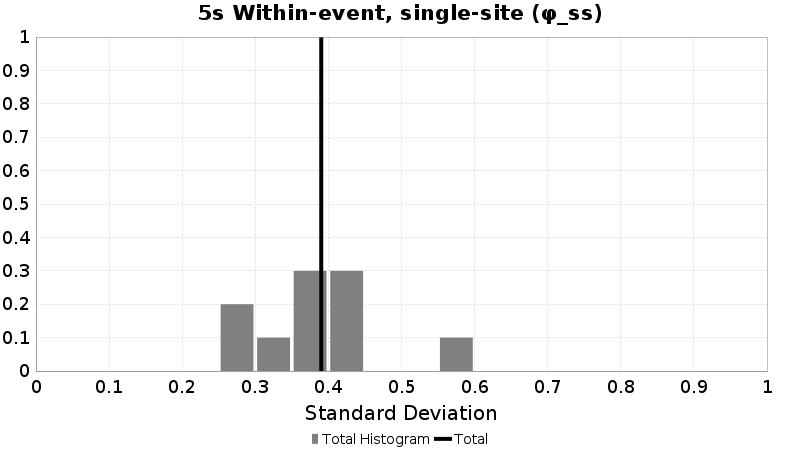 5s Within-event, single-site (φ_ss)
1
0.9
0.8
0.7
0.6
0.5
0.4
0.3
0.2
0.1
0
0 0.1 0.2 0.3 0.4 0.5 0.6 0.7 0.8 0.9 1
Standard Deviation
Total Histogram Total